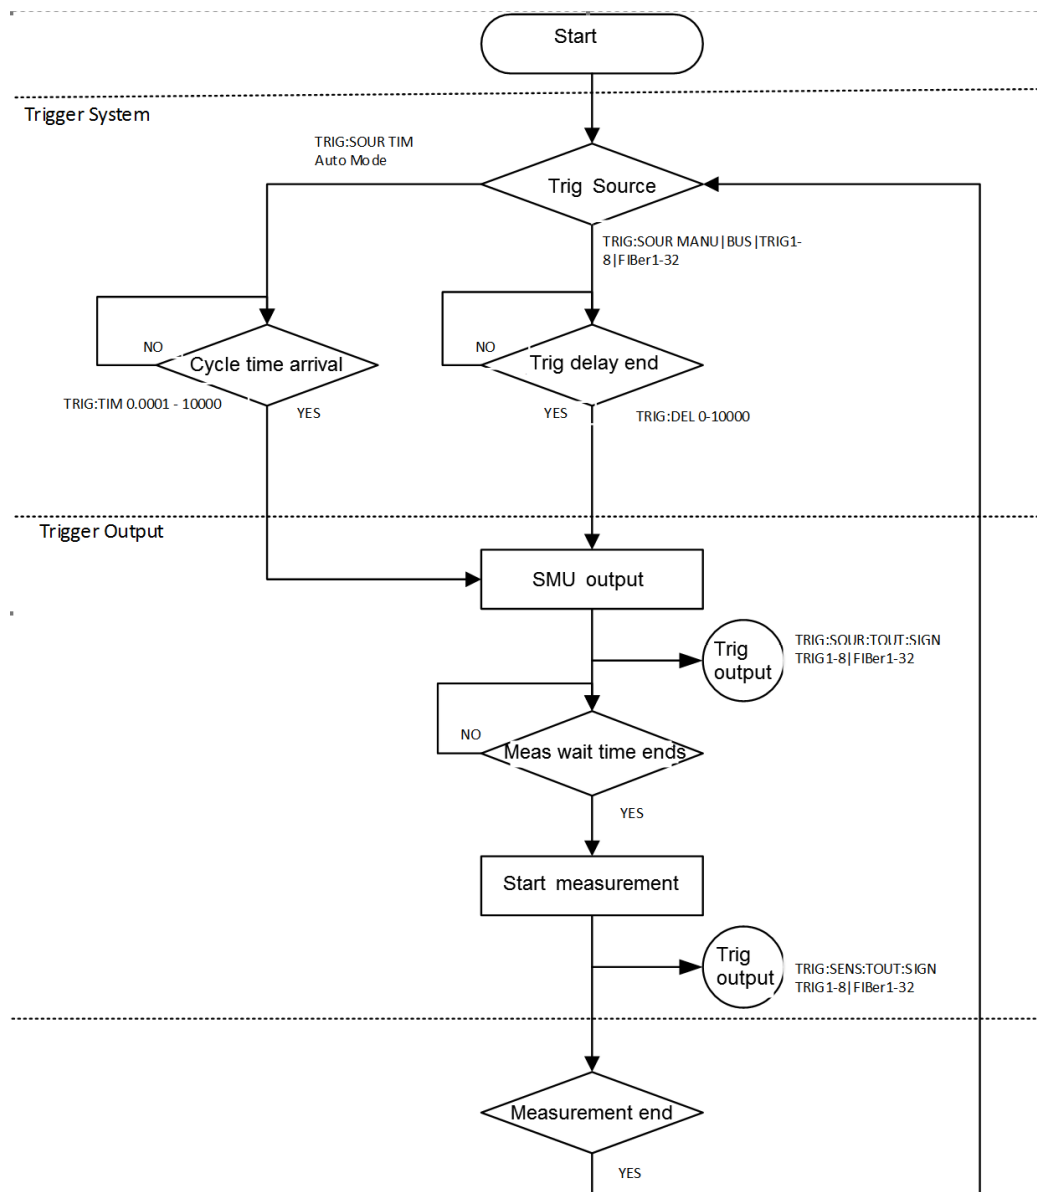 Start
Trigger System
TRIG:SOUR TIM
Auto Mode
Trig Source
TRIG:SOUR MANU|BUS|TRIG1-
8|FIBer1-32
NO
Cycle time arrival
NO
Trig delay end
TRIG:TIM 0.0001 - 10000
YES
YES
TRIG:DEL 0-10000
Trigger Output
SMU output
Trig
output
TRIG:SOUR:TOUT:SIGN
TRIG1-8|FIBer1-32
NO
Meas wait time ends
YES
Start measurement
Trig
output
TRIG:SENS:TOUT:SIGN
TRIG1-8|FIBer1-32
Measurement end
YES